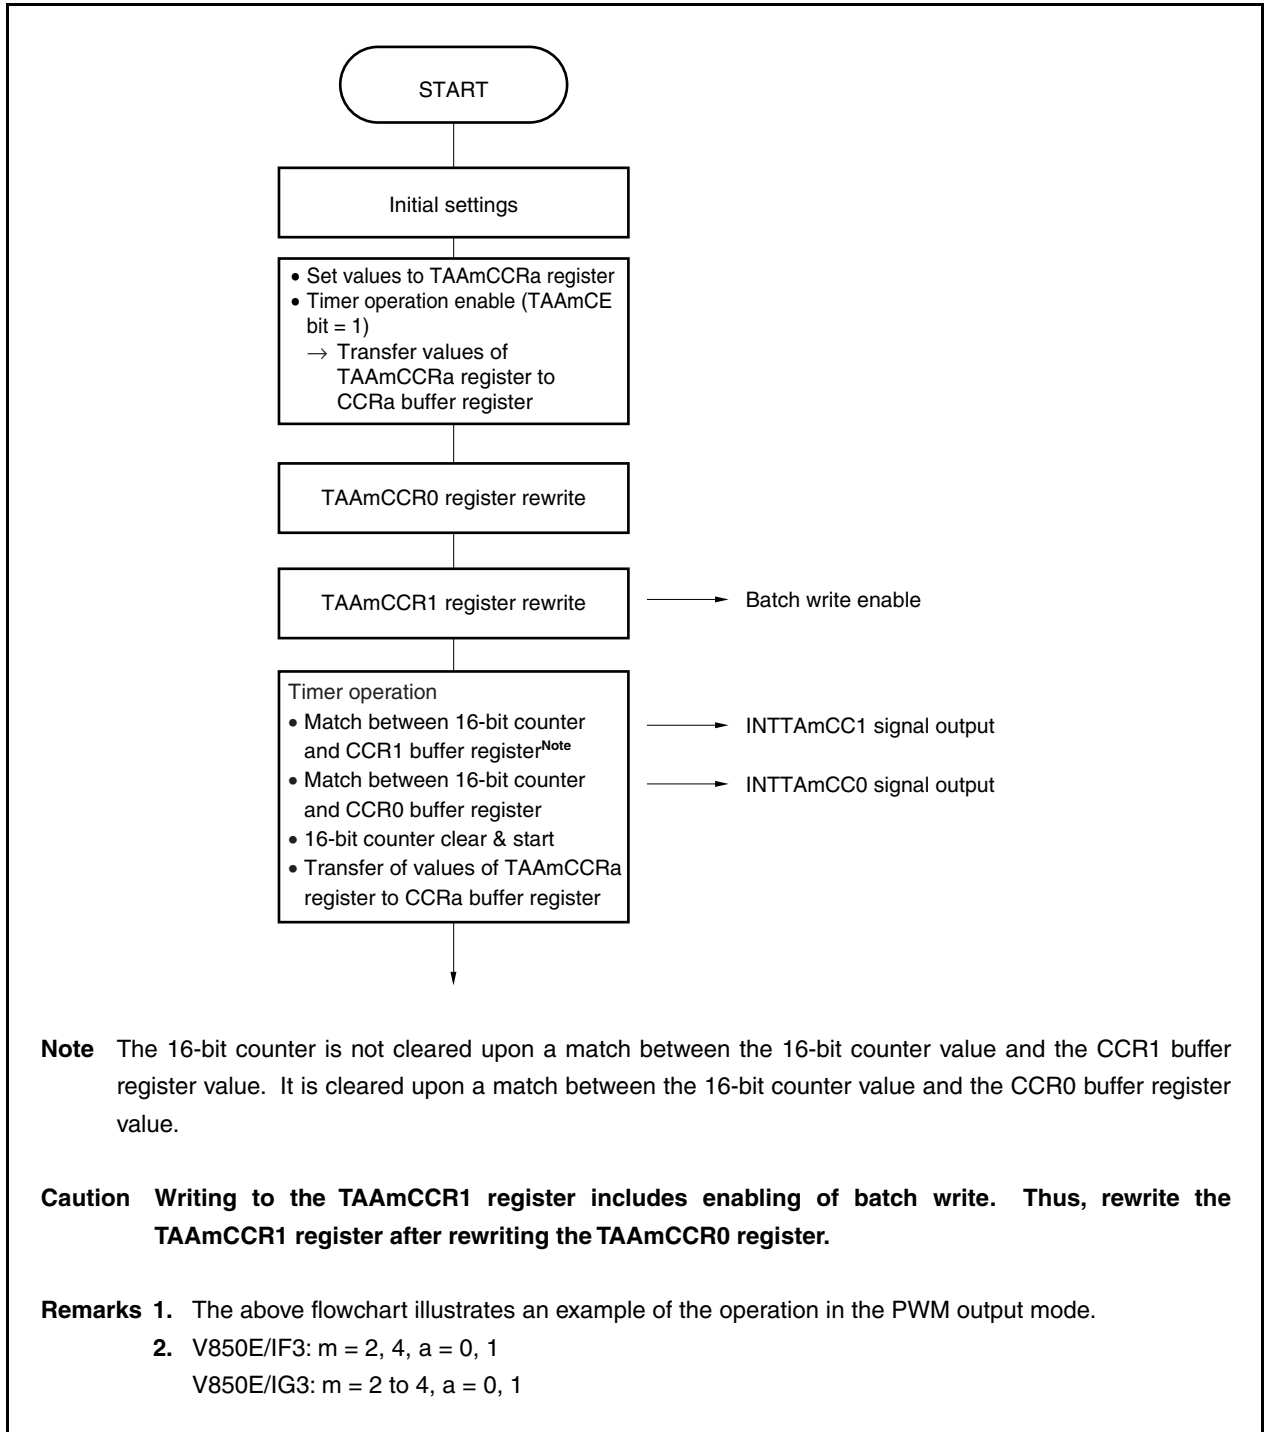 START
Initial settings
• Set values to TAAmCCRa register
• Timer operation enable (TAAmCE
bit = 1)
→ Transfer values of
TAAmCCRa register to
CCRa buffer register
TAAmCCR0 register rewrite
TAAmCCR1 register rewrite
Batch write enable
Timer operation
• Match between 16-bit counter
and CCR1 buffer registerNote
INTTAmCC1 signal output
• Match between 16-bit counter
and CCR0 buffer register
INTTAmCC0 signal output
• 16-bit counter clear & start
• Transfer of values of TAAmCCRa
register to CCRa buffer register
Note The 16-bit counter is not cleared upon a match between the 16-bit counter value and the CCR1 buffer
register value. It is cleared upon a match between the 16-bit counter value and the CCR0 buffer register
value.
Caution Writing to the TAAmCCR1 register includes enabling of batch write. Thus, rewrite the
TAAmCCR1 register after rewriting the TAAmCCR0 register.
Remarks 1. The above flowchart illustrates an example of the operation in the PWM output mode.
2. V850E/IF3: m = 2, 4, a = 0, 1
V850E/IG3: m = 2 to 4, a = 0, 1